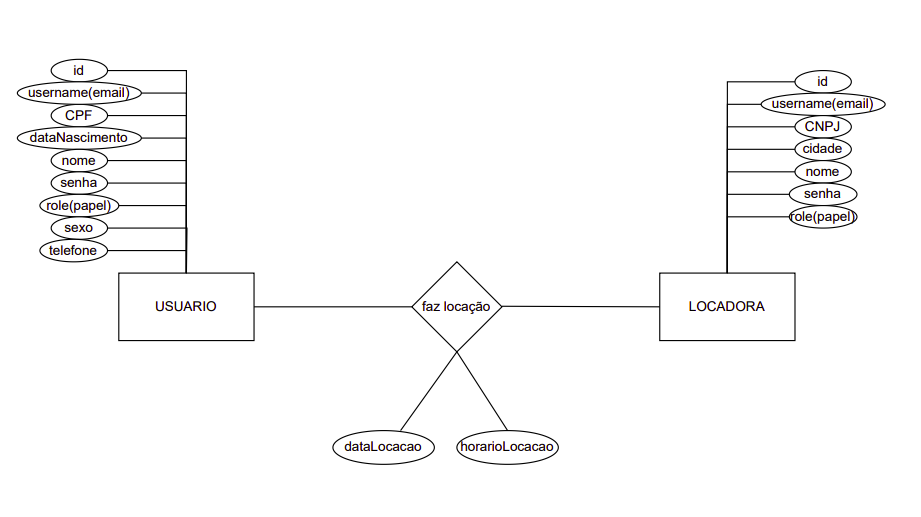 id
username(email)
CPF
dataNascimento
nome
senha
role(papel)
sexo
telefone
USUARIO
faz locação
dataLocacao
horarioLocacao
id
username(email)
CNPJ
cidade
nome
senha
role(papel)
LOCADORA